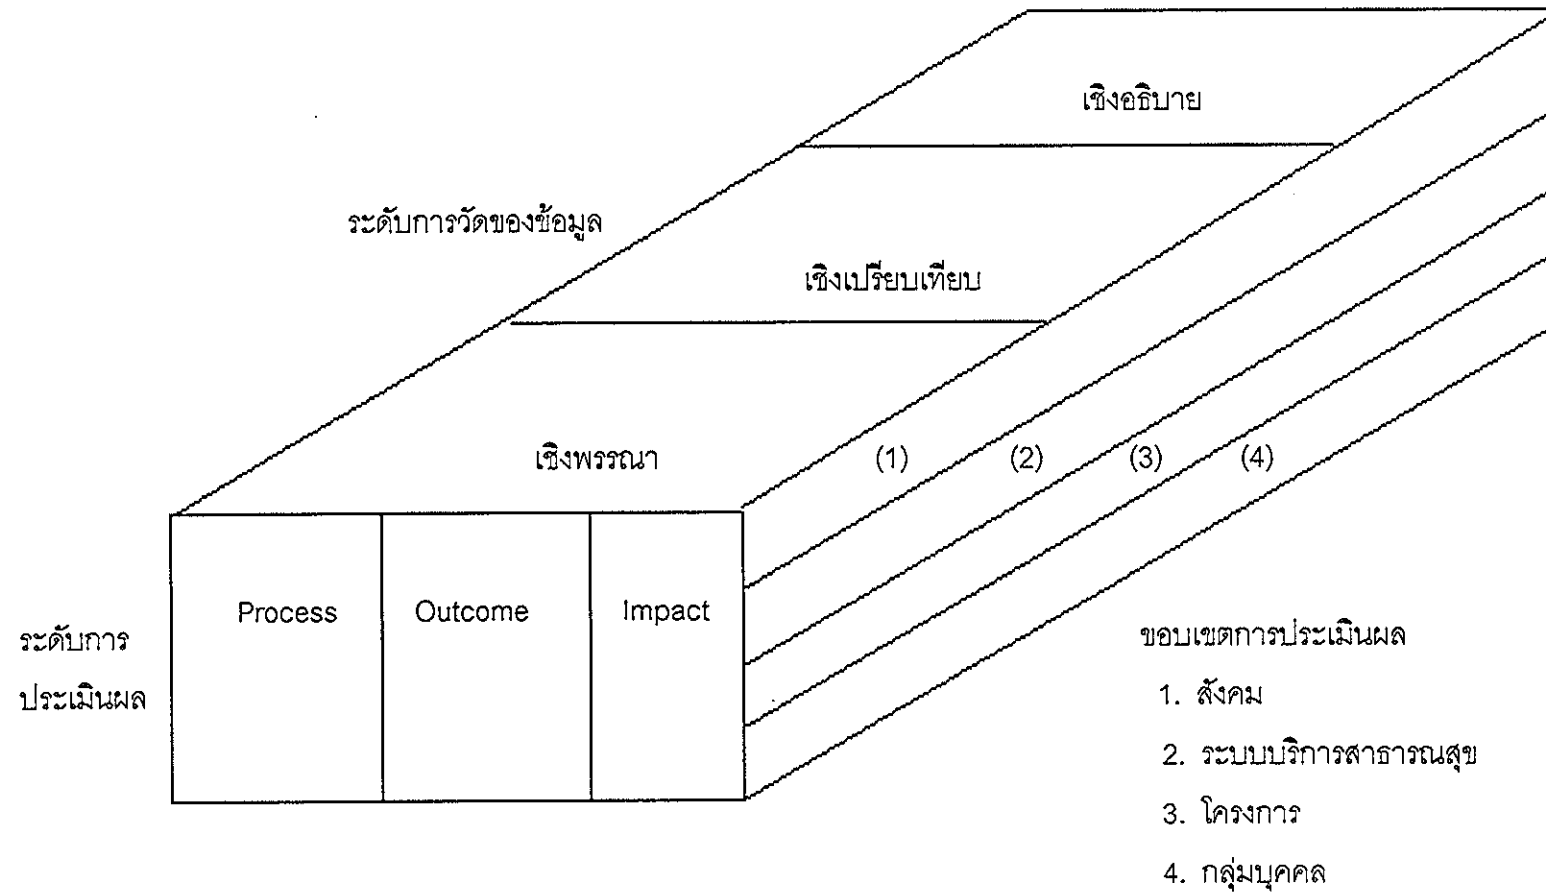 เชิงอธิบาย
ระดับการวัดของข้อมูล
เชิงเปรียบเทียบ
เชิงพรรณา
(1) (2) (3) (4)
Process Outcome Impact
ระดับการ
ประเมินผล
ขอบเขตการประเมินผล
1. สังคม
2. ระบบบริการสาธารณสุข
3. โครงการ
4. กลุ่มบุคคล